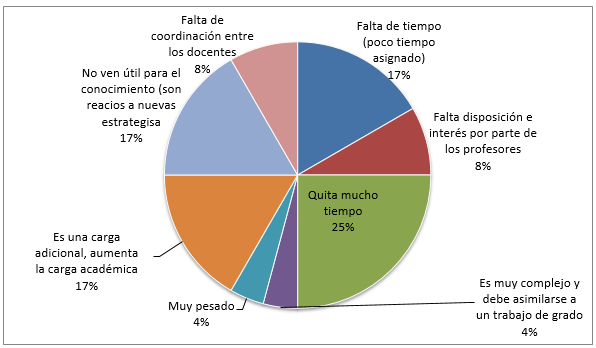 Falta de tiempo
(poco tiempo
asignado)
17%
Falta disposición e
interés por parte de
los profesores
8%
Quita mucho
tiempo
25%
Es muy complejo y
debe asimilarse a
un trabajo de grado
4%
Muy pesado
4%
Es una carga
adicional, aumenta
la carga académica
17%
No ven útil para el
conocimiento (son
reacios a nuevas
estrategisa
17%
Falta de
coordinación entre
los docentes
8%